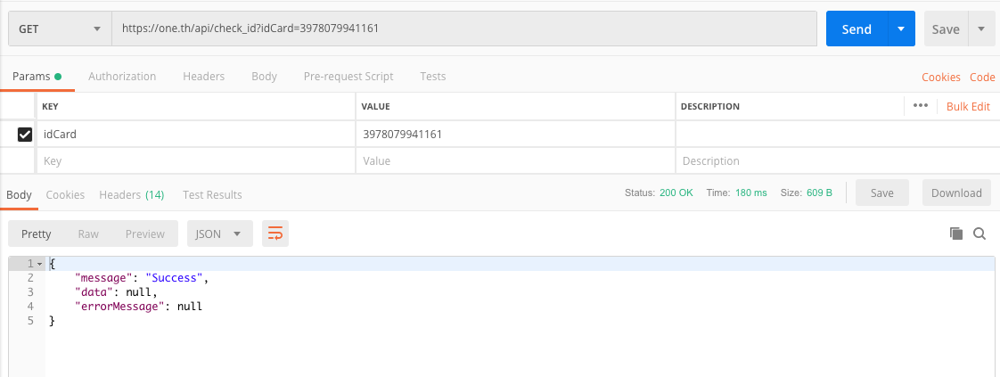 GET https://one.th/api/check_id?idCard=3978079941161 Send Save
Params Authorization Headers Body Pre-request Script Tests Cookies Code
KEY VALUE DESCRIPTION ••• Bulk Edit
idCard 3978079941161
Key Value Description
Body Cookies Headers (14) Test Results Status: 200 OK Time: 180 ms Size: 609 B Save Download
Pretty Raw Preview JSON
1 {
2 "message": "Success",
3 "data": null,
4 "errorMessage": null
5 }